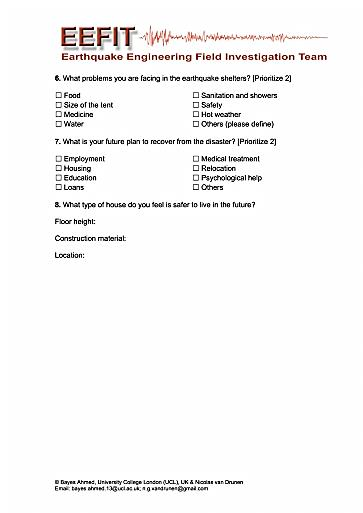 EEFIT
Earthquake Engineering Field Investigation Team
6. What problems you are facing in the earthquake shelters? [Prioritize 2]
☐ Food ☐ Sanitation and showers
☐ Size of the tent ☐ Safety
☐ Medicine ☐ Hot weather
☐ Water ☐ Others (please define)
7. What is your future plan to recover from the disaster? [Prioritize 2]
☐ Employment ☐ Medical treatment
☐ Housing ☐ Relocation
☐ Education ☐ Psychological help
☐ Loans ☐ Others
8. What type of house do you feel is safer to live in the future?
Floor height:
Construction material:
Location:
© Bayes Ahmed, University College London (UCL), UK & Nicolas van Drunen
Email: bayes.ahmed.13@ucl.ac.uk; n.g.vandrunen@gmail.com